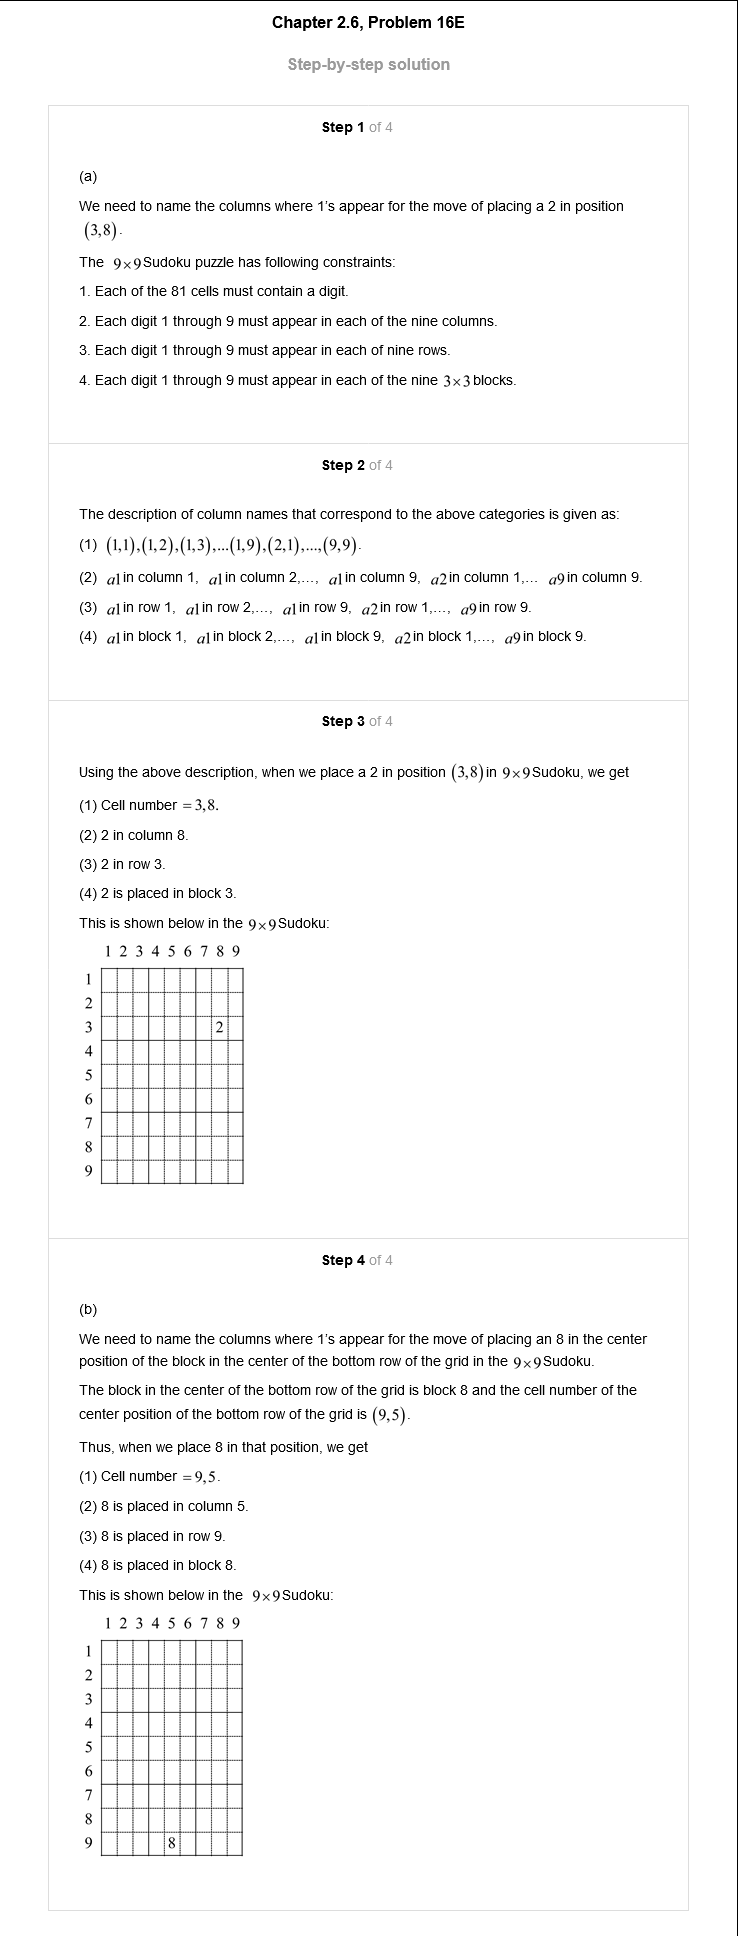 Chapter 2.6, Problem 16E
Step-by-step solution
Step 1 of 4
(a)
We need to name the columns where 1's appear for the move of placing a 2 in position
(3,8).
The 9×9 Sudoku puzzle has following constraints:
1. Each of the 81 cells must contain a digit.
2. Each digit 1 through 9 must appear in each of the nine columns.
3. Each digit 1 through 9 must appear in each of nine rows.
4. Each digit 1 through 9 must appear in each of the nine 3×3 blocks.
Step 2 of 4
The description of column names that correspond to the above categories is given as:
(1) (1,1),(1,2),(1,3),...(1,9),(2,1),...,(9,9).
(2) a1 in column 1, a1 in column 2,..., a1 in column 9, a2 in column 1,... a9 in column 9.
(3) a1 in row 1, a1 in row 2,..., a1 in row 9, a2 in row 1,..., a9 in row 9.
(4) a1 in block 1, a1 in block 2,..., a1 in block 9, a2 in block 1,..., a9 in block 9.
Step 3 of 4
Using the above description, when we place a 2 in position (3,8) in 9×9 Sudoku, we get
(1) Cell number = 3,8.
(2) 2 in column 8.
(3) 2 in row 3.
(4) 2 is placed in block 3.
This is shown below in the 9×9 Sudoku:
1 2 3 4 5 6 7 8 9
1
2
3 2
4
5
6
7
8
9
Step 4 of 4
(b)
We need to name the columns where 1's appear for the move of placing an 8 in the center
position of the block in the center of the bottom row of the grid in the 9×9 Sudoku.
The block in the center of the bottom row of the grid is block 8 and the cell number of the
center position of the bottom row of the grid is (9,5).
Thus, when we place 8 in that position, we get
(1) Cell number = 9,5.
(2) 8 is placed in column 5.
(3) 8 is placed in row 9.
(4) 8 is placed in block 8.
This is shown below in the 9×9 Sudoku:
1 2 3 4 5 6 7 8 9
1
2
3
4
5
6
7
8
9 8